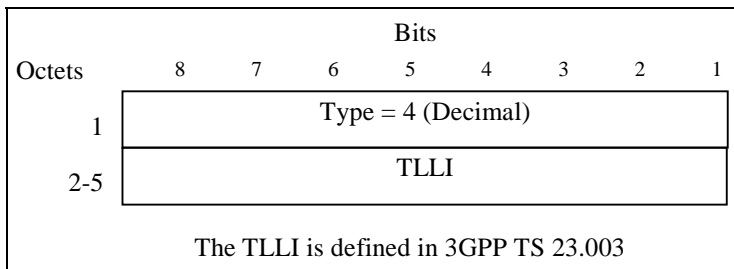 Bits
Octets 8 7 6 5 4 3 2 1
1 Type = 4 (Decimal)
2-5 TLLI
The TLLI is defined in 3GPP TS 23.003